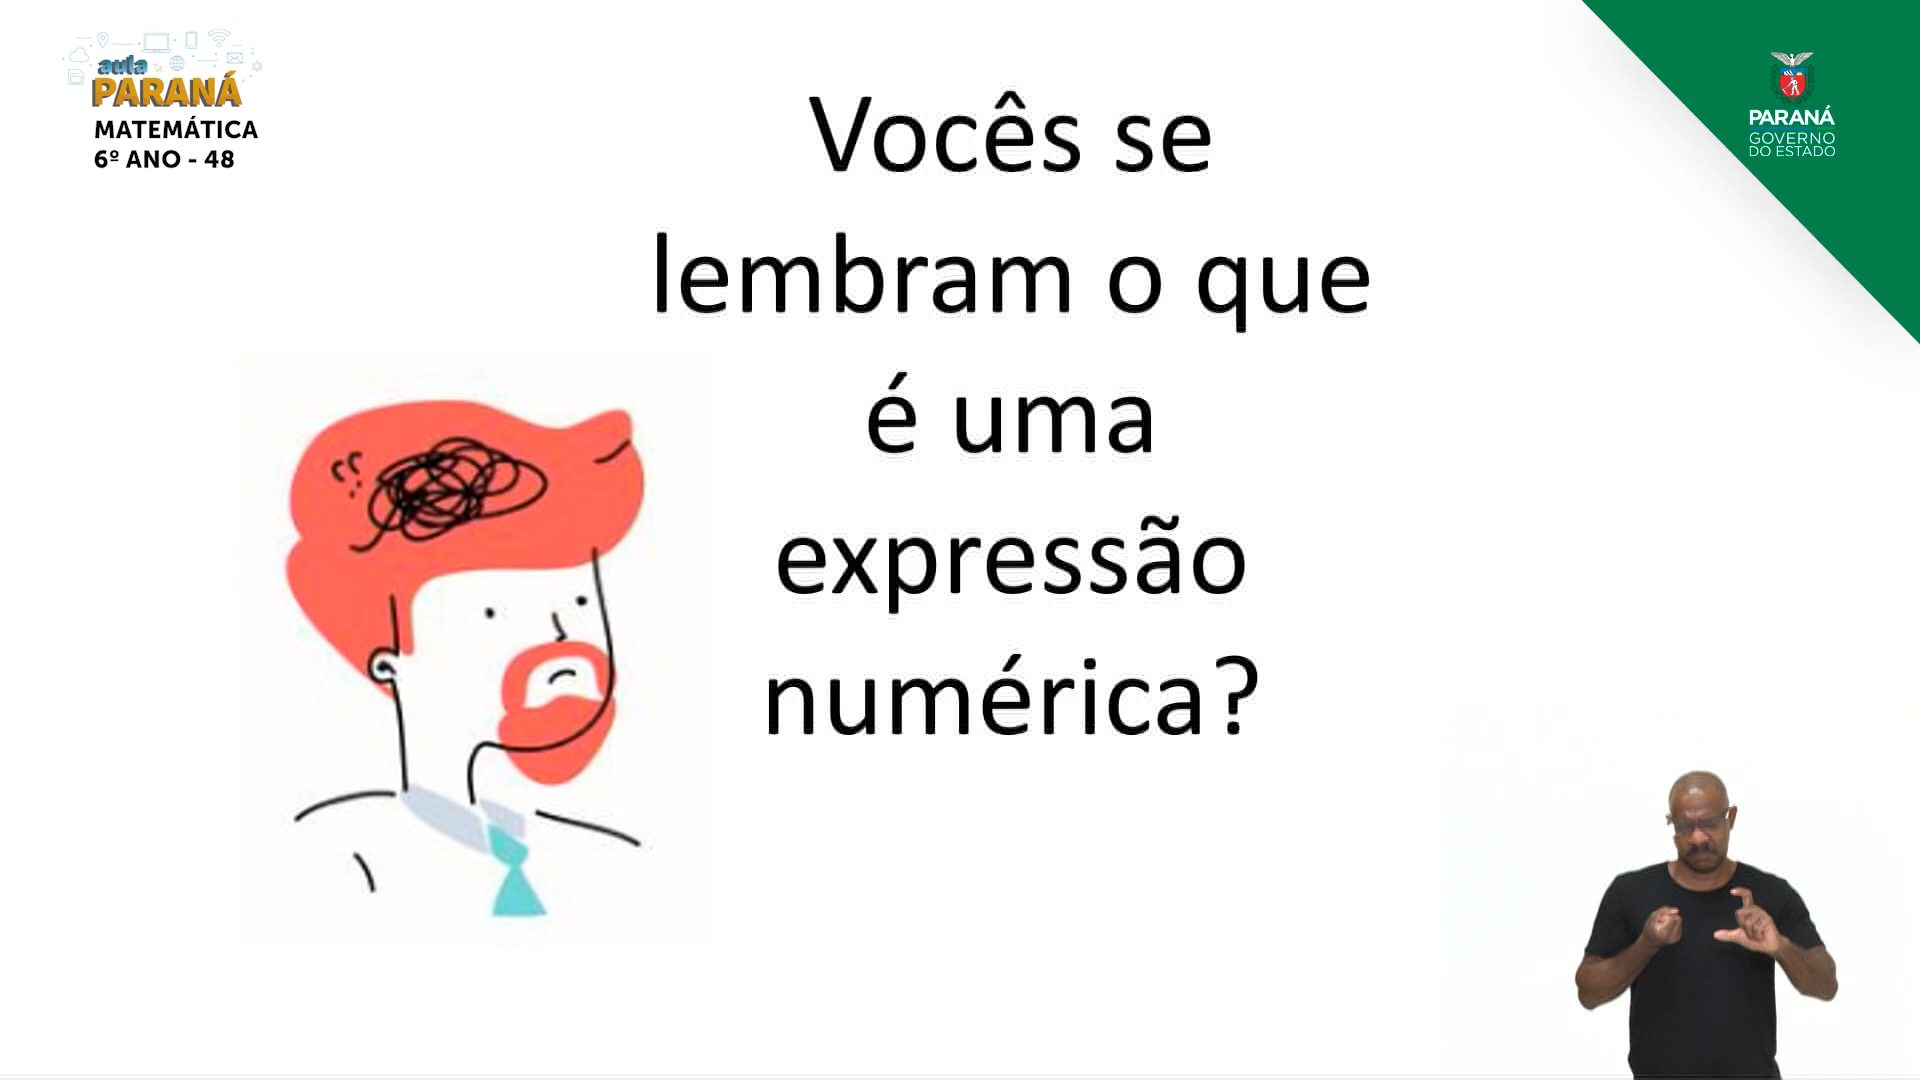 aula
PARANÁ
MATEMÁTICA
6º ANO - 48
Vocês se
lembram o que
é uma
expressão
numérica?
PARANÁ
GOVERNO
DO ESTADO
??